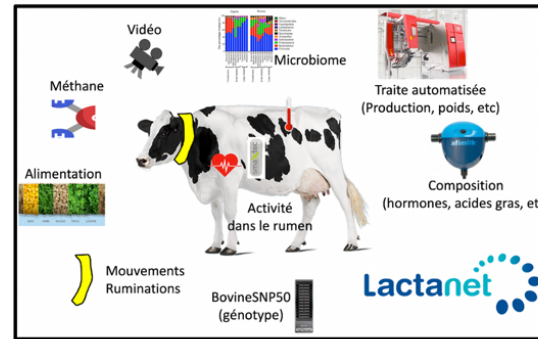 Vidéo
Microbiome
Méthane
Traite automatisée
(Production, poids, etc)
Alimentation
afimilk
Composition
(hormones, acides gras, et
Activité
dans le rumen
Mouvements
Ruminations
BovineSNP50
(génotype)
Lactanet